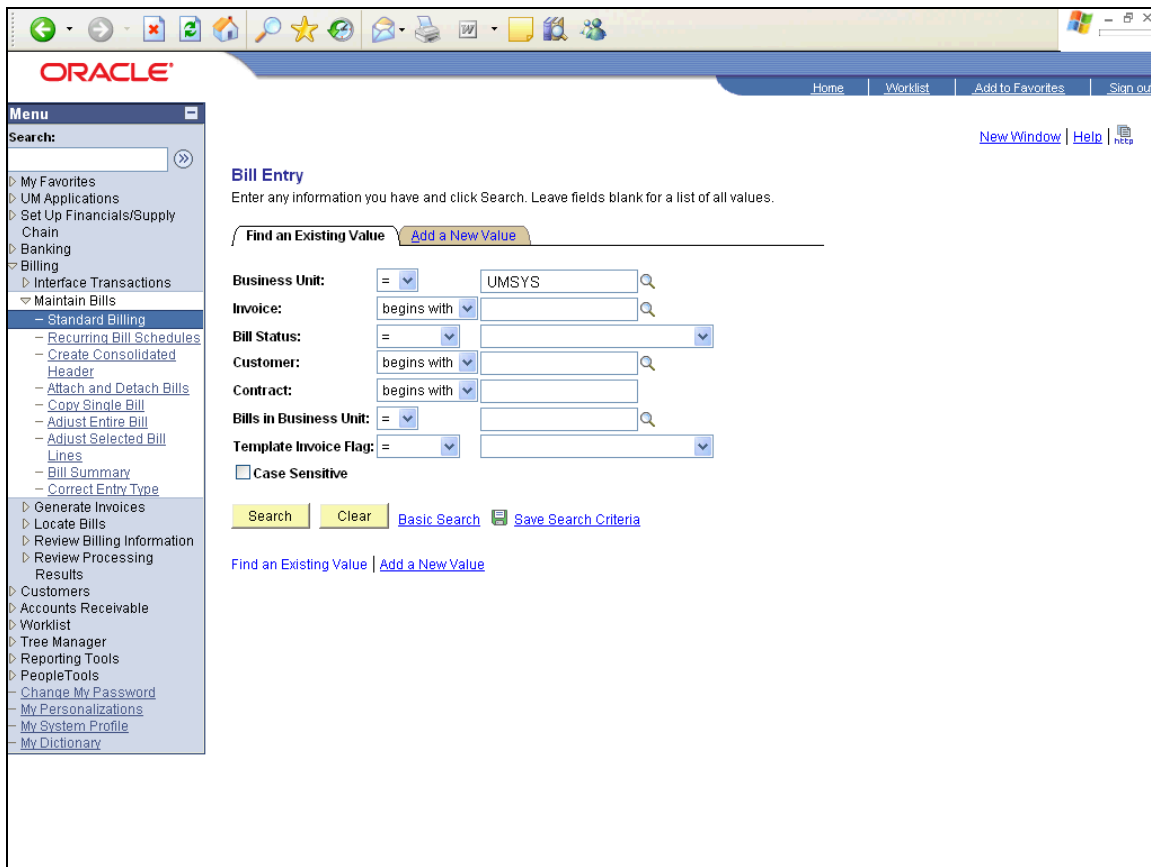 ORACLE'
Home
Worklist
Add to Favorites
Sign out
Menu
Search:
My Favorites
UM Applications
Set Up Financials/Supply
Chain
Banking
Billing
Interface Transactions
Maintain Bills
– Standard Billing
– Recurring Bill Schedules
– Create Consolidated
Header
– Attach and Detach Bills
– Copy Single Bill
– Adjust Entire Bill
– Adjust Selected Bill
Lines
– Bill Summary
– Correct Entry Type
Generate Invoices
Locate Bills
Review Billing Information
Review Processing
Results
Customers
Accounts Receivable
Worklist
Tree Manager
Reporting Tools
PeopleTools
– Change My Password
– My Personalizations
– My System Profile
– My Dictionary
New Window | Help | http
Bill Entry
Enter any information you have and click Search. Leave fields blank for a list of all values.
Find an Existing Value
Add a New Value
Business Unit: = UMSYS
Invoice: begins with
Bill Status: =
Customer: begins with
Contract: begins with
Bills in Business Unit: =
Template Invoice Flag: =
Case Sensitive
Search Clear Basic Search Save Search Criteria
Find an Existing Value | Add a New Value